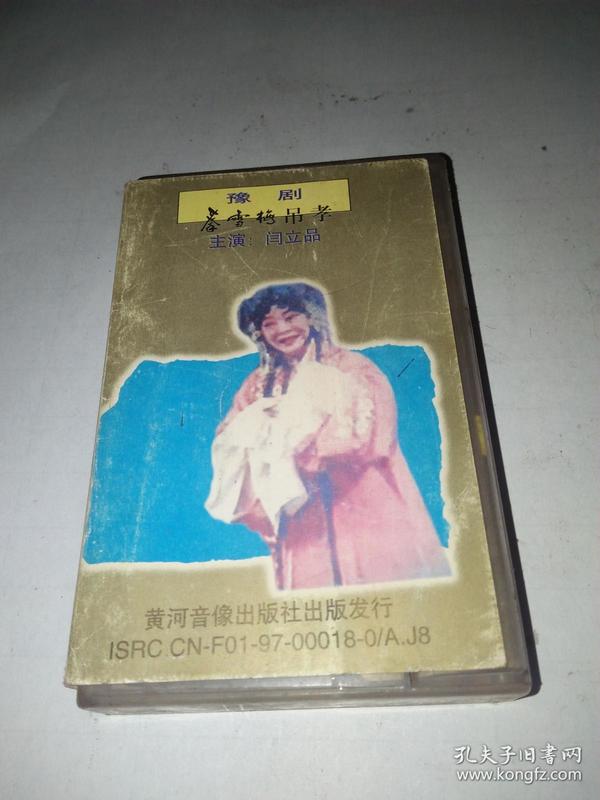 豫 剧
秦雪梅吊孝
主演：闫立品
黄河音像出版社出版发行
ISRC CN-F01-97-00018-0/A.J8
孔夫子旧书网
www.kongfz.com